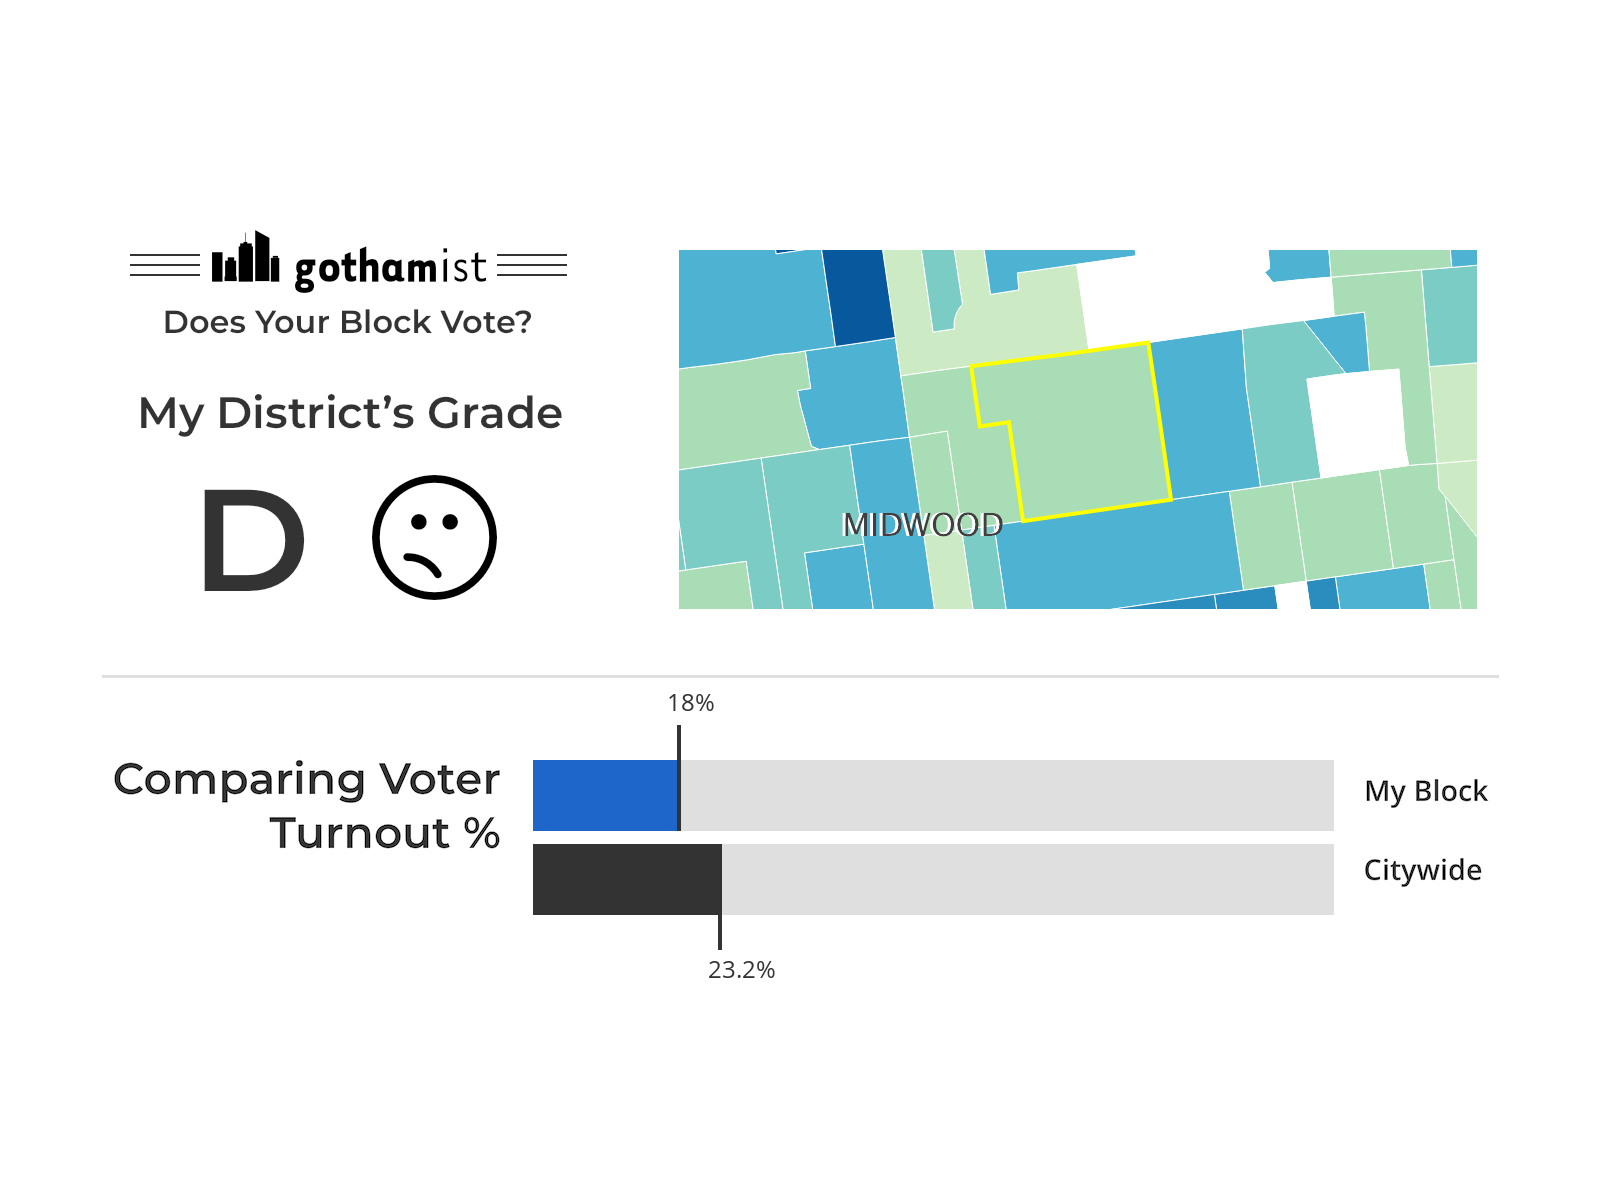 gothamist
Does Your Block Vote?
My District's Grade
D
MIDWOOD
Comparing Voter
Turnout %
18%
My Block
Citywide
23.2%